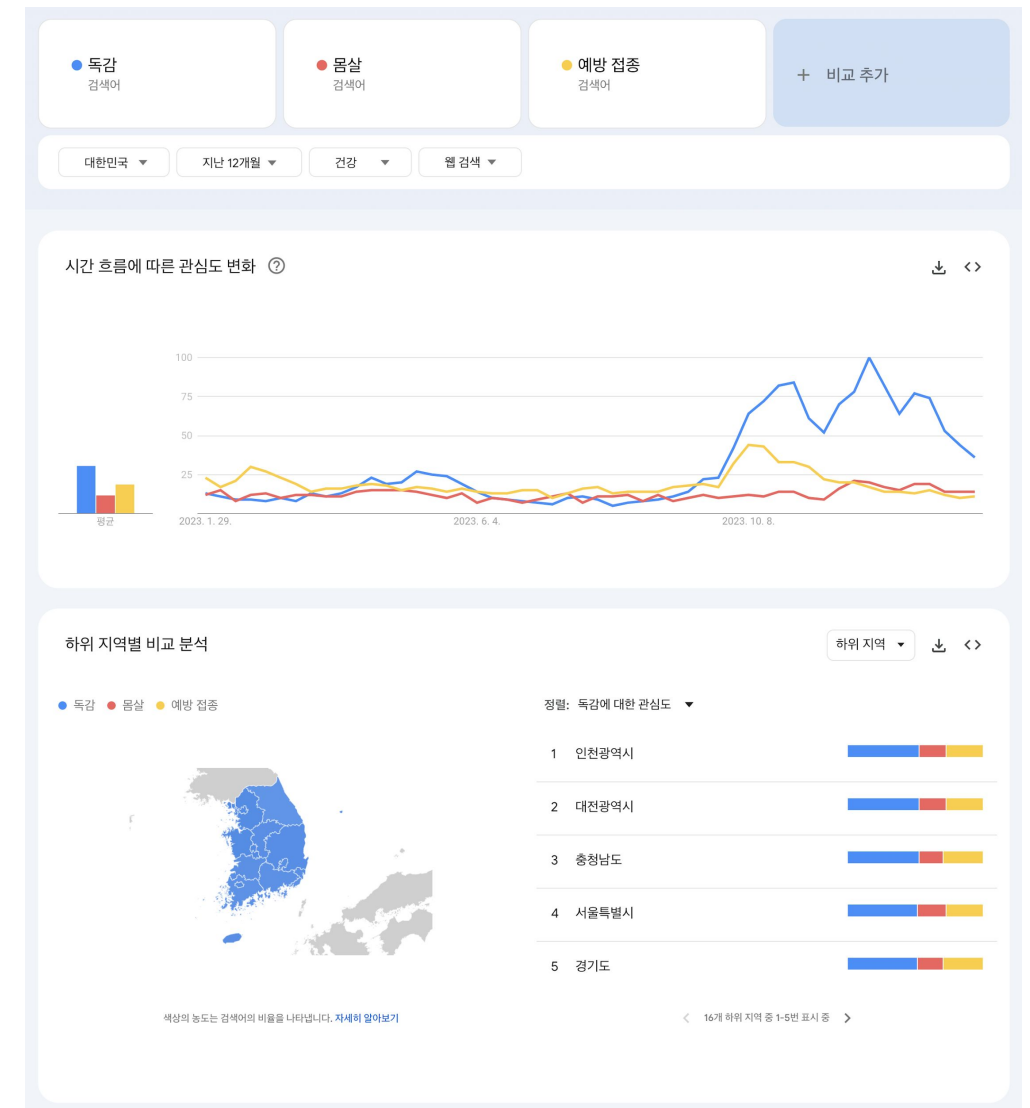 독감
검색어
몸살
검색어
예방 접종
검색어
+ 비교 추가
대한민국
지난 12개월
건강
웹 검색
시간 흐름에 따른 관심도 변화
100
75
50
25
평균
2023. 1. 29.
2023. 6. 4.
2023. 10. 8.
하위 지역별 비교 분석
하위 지역
독감 몸살 예방 접종
정렬: 독감에 대한 관심도
1 인천광역시
2 대전광역시
3 충청남도
4 서울특별시
5 경기도
색상의 농도는 검색어의 비율을 나타냅니다. 자세히 알아보기
16개 하위 지역 중 1-5번 표시 중